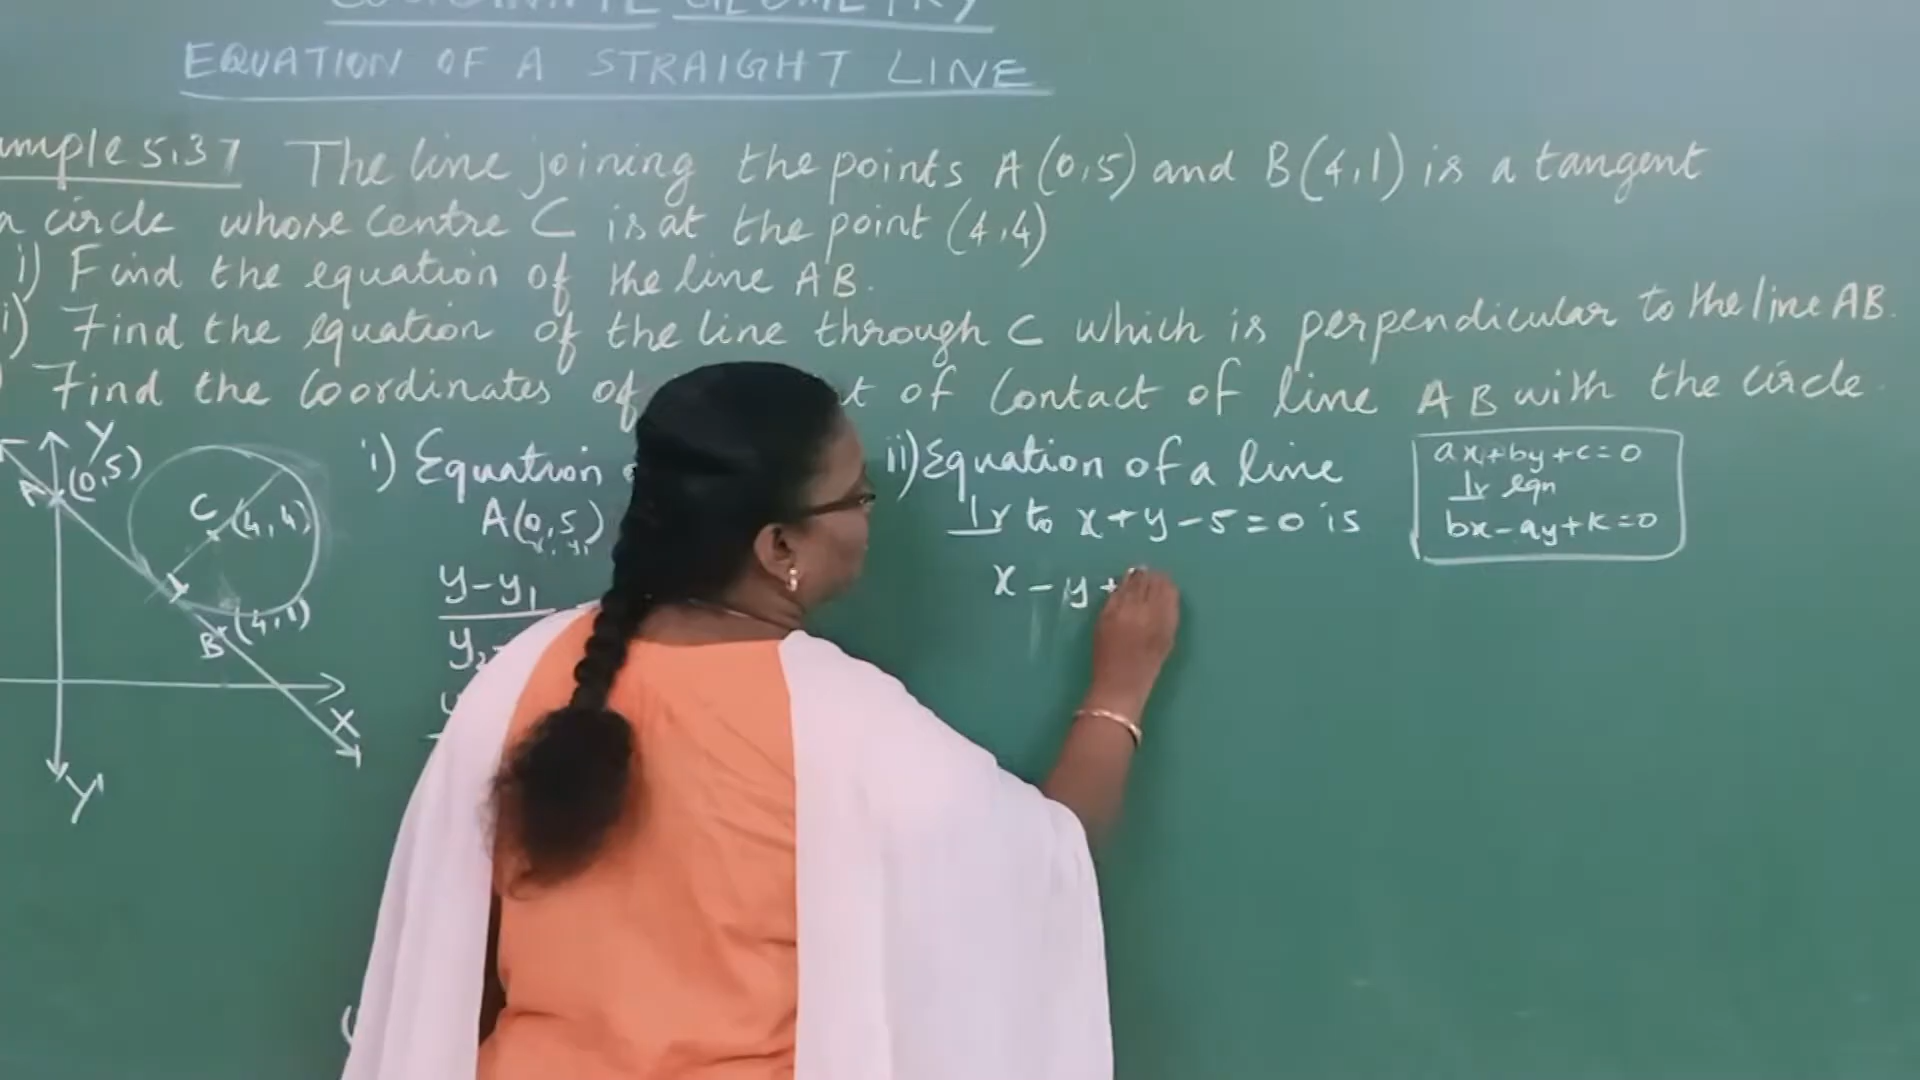 EQUATION OF A STRAIGHT LINE
5.37 The line joining the points A(0,5) and B(4,1) is a tangent
a circle whose centre C is at the point (4,4)
i) Find the equation of the line AB.
i) Find the equation of the line through C which is perpendicular to the line AB.
Find the Coordinates of t of Contact of line AB with the circle.
Y
A (0,5)
C (4,4)
B (4,1)
X
Y'
i) Equation
A(0,5)
x₁ y₁
y-y₁
y₂-
ii) Equation of a line
⊥r to x+y-5=0 is
x-y+
ax+by+c=0
⊥r eqn
bx-ay+k=0